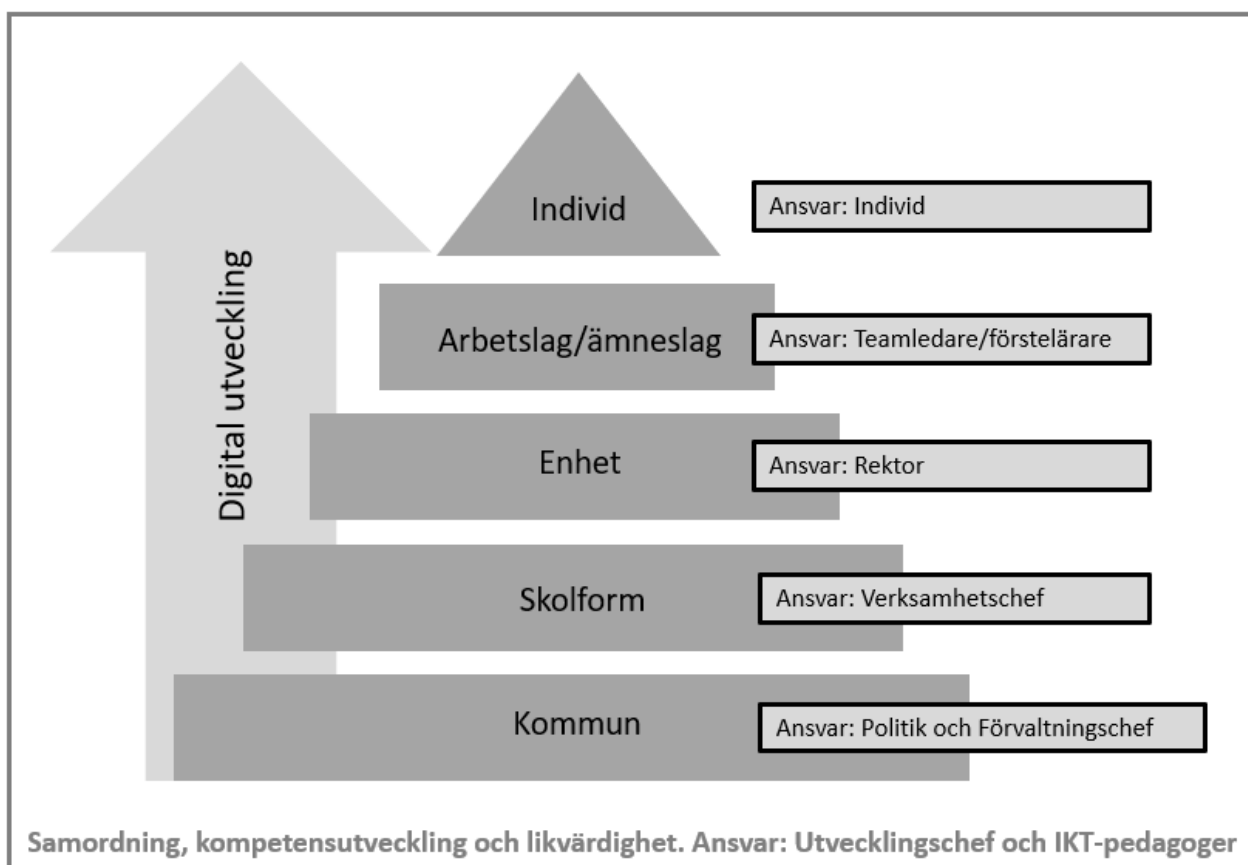 Individ
Ansvar: Individ
Digital utveckling
Arbetslag/ämneslag
Ansvar: Teamledare/förstelärare
Enhet
Ansvar: Rektor
Skolform
Ansvar: Verksamhetschef
Kommun
Ansvar: Politik och Förvaltningschef
Samordning, kompetensutveckling och likvärdighet. Ansvar: Utvecklingschef och IKT-pedagoger